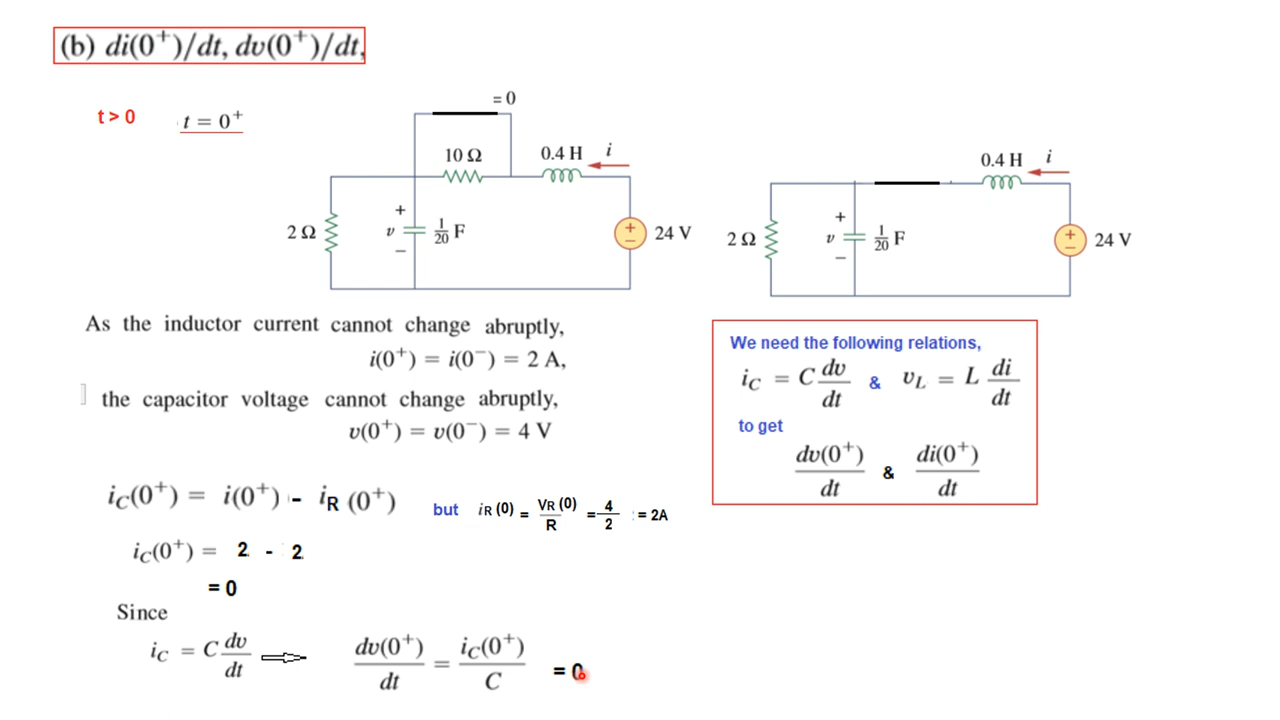 (b) di(0⁺)/dt, dv(0⁺)/dt,
t > 0 t = 0⁺
= 0
10 Ω 0.4 H i
2 Ω + v − 1/20 F + − 24 V
0.4 H i
2 Ω + v − 1/20 F + − 24 V
As the inductor current cannot change abruptly,
i(0⁺) = i(0⁻) = 2 A,
the capacitor voltage cannot change abruptly,
v(0⁺) = v(0⁻) = 4 V
We need the following relations,
i_C = C dv/dt & v_L = L di/dt
to get
dv(0⁺)/dt & di(0⁺)/dt
i_C(0⁺) = i(0⁺) - i_R (0⁺) but i_R (0) = V_R (0)/R = 4/2 = 2A
i_C(0⁺) = 2 - 2
= 0
Since
i_C = C dv/dt ⟹ dv(0⁺)/dt = i_C(0⁺)/C = 0